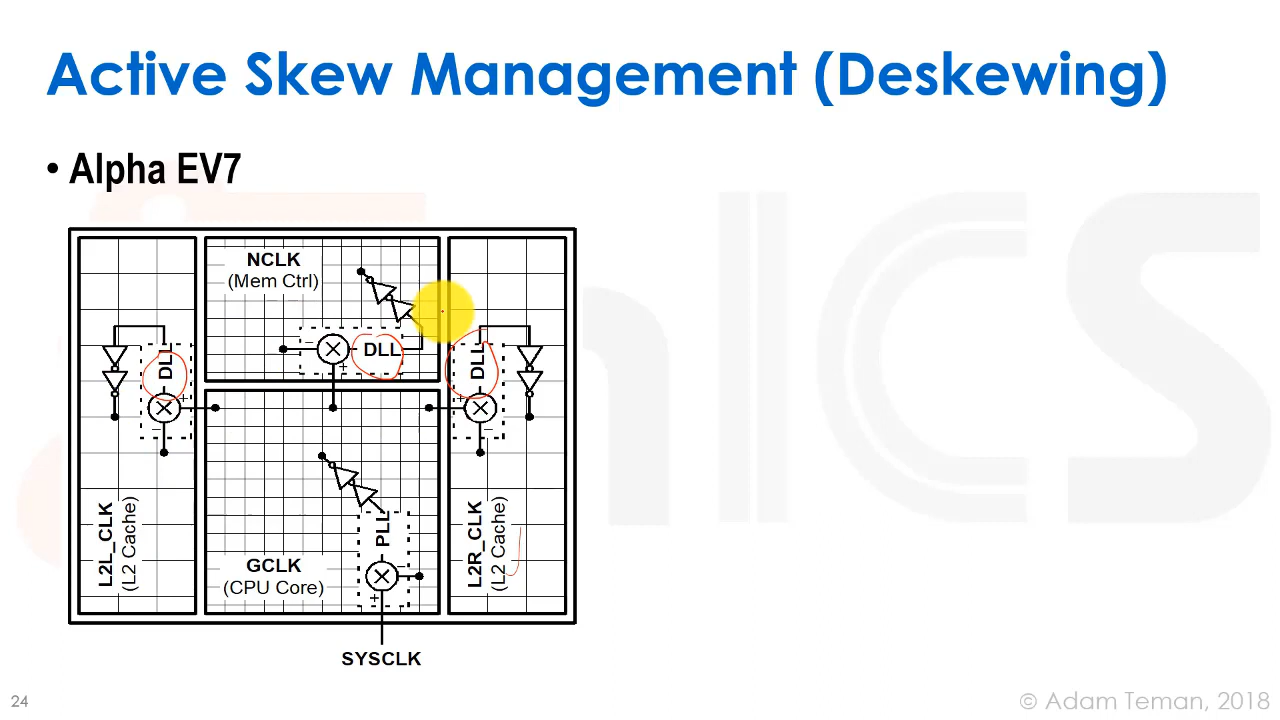 Active Skew Management (Deskewing)
• Alpha EV7
NCLK
(Mem Ctrl)
DLL
DLL
DLL
PLL
L2L_CLK
(L2 Cache)
GCLK
(CPU Core)
L2R_CLK
(L2 Cache)
SYSCLK
EnICS
24
© Adam Teman, 2018